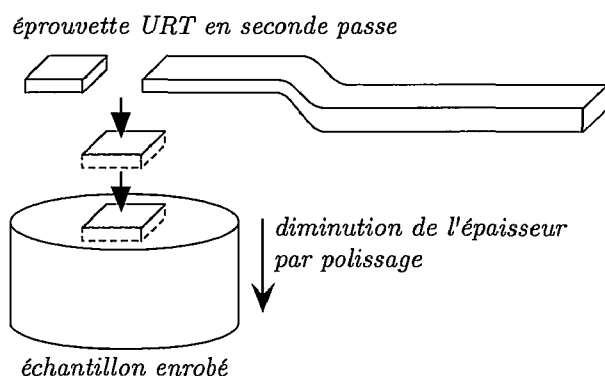 éprouvette URT en seconde passe
diminution de l'épaisseur
par polissage
échantillon enrobé